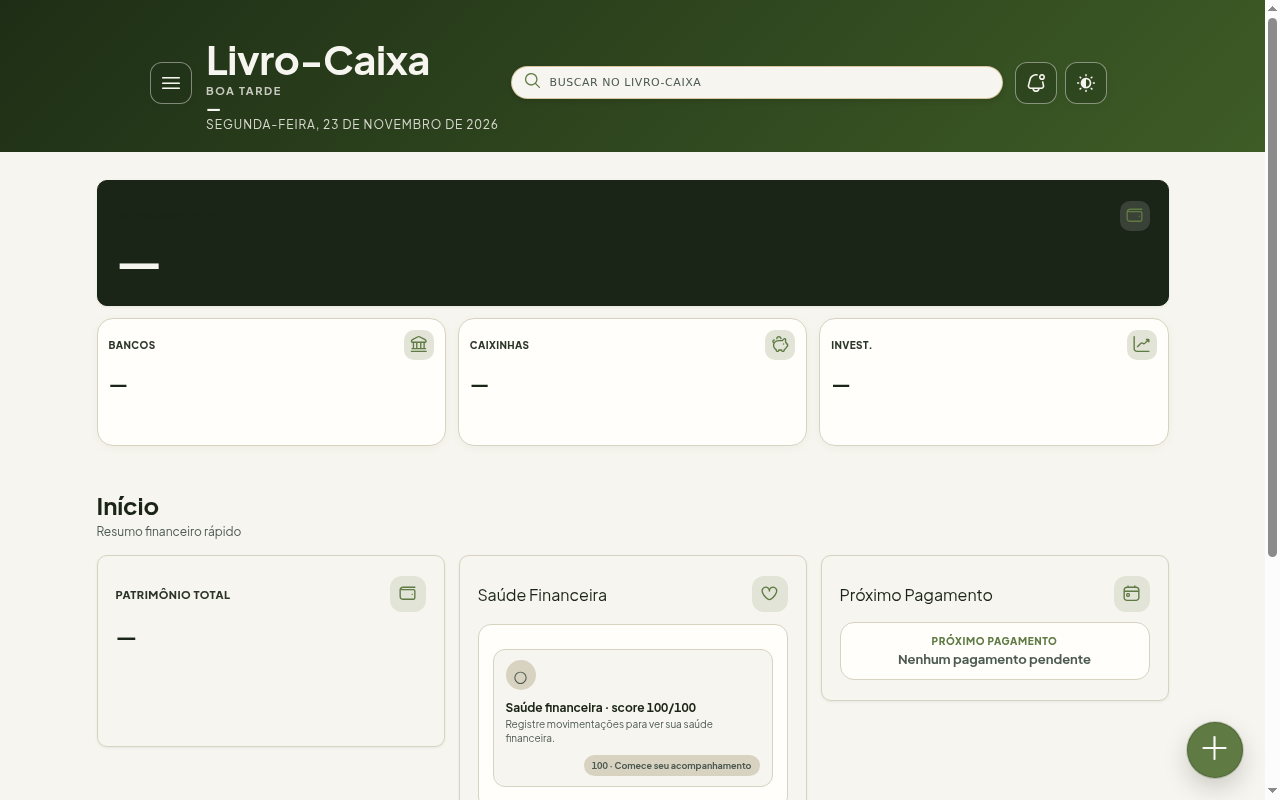 Livro-Caixa
BOA TARDE
—
SEGUNDA-FEIRA, 23 DE NOVEMBRO DE 2026
BUSCAR NO LIVRO-CAIXA
—
BANCOS
—
CAIXINHAS
—
INVEST.
—
Início
Resumo financeiro rápido
PATRIMÔNIO TOTAL
—
Saúde Financeira
Saúde financeira · score 100/100
Registre movimentações para ver sua saúde
financeira.
100 · Comece seu acompanhamento
Próximo Pagamento
PRÓXIMO PAGAMENTO
Nenhum pagamento pendente